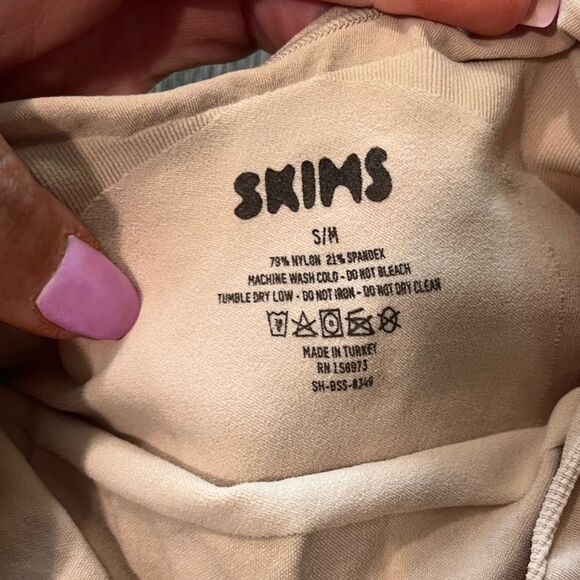 SKIMS
S/M
79% NYLON 21% SPANDEX
MACHINE WASH COLD - DO NOT BLEACH
TUMBLE DRY LOW - DO NOT IRON - DO NOT DRY CLEAN
MADE IN TURKEY
RN 158973
SH-BSS-0340